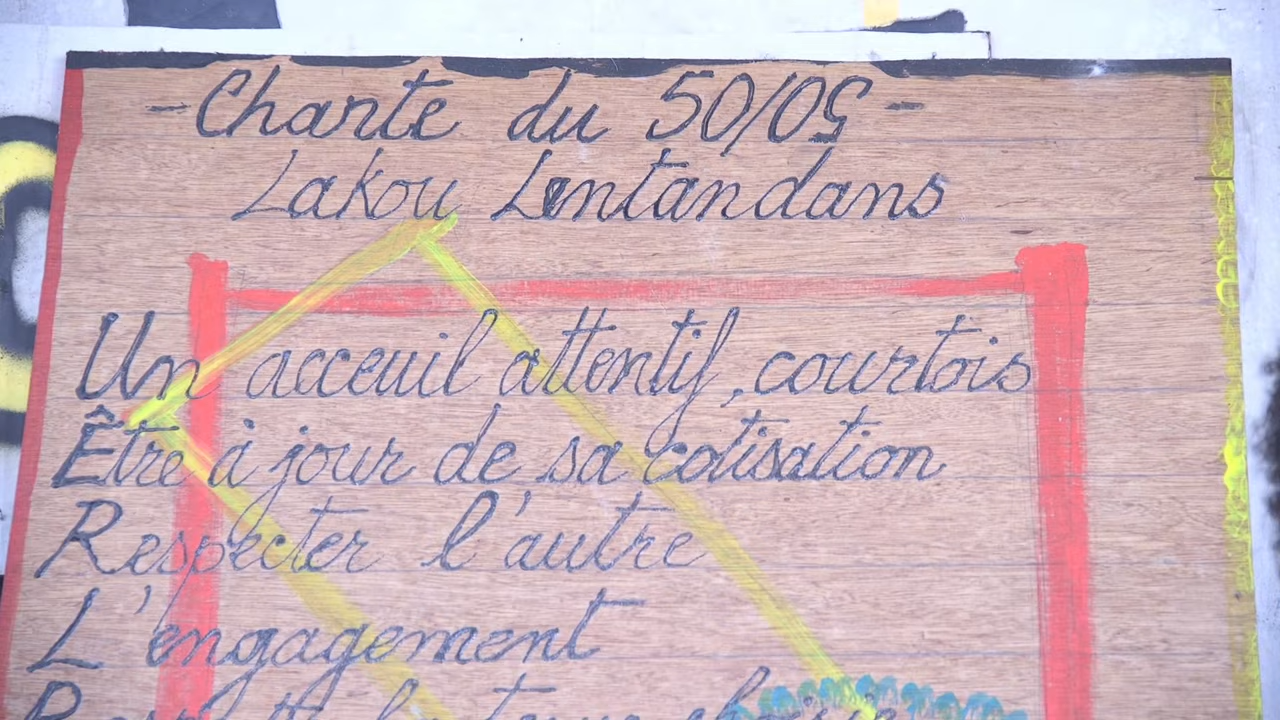 -Charte du 50/05-
Lakou Lentandans
Un acceuil attentif, courtois
Être à jour de sa cotisation
Respecter l'autre
L'engagement